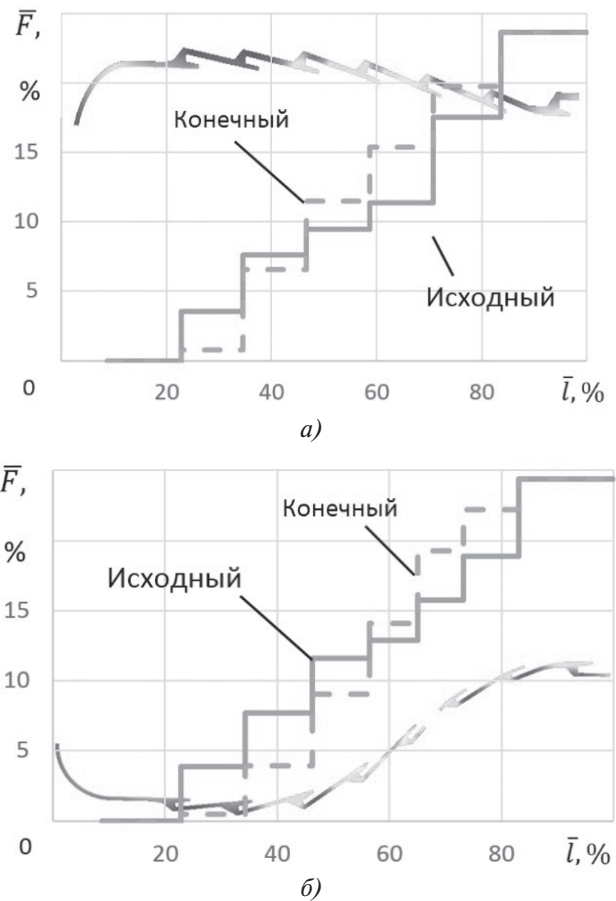 F̅,
%
15
10
5
0
Конечный
Исходный
20
40
60
80
l̅, %
а)
F̅,
%
15
10
5
0
Конечный
Исходный
20
40
60
80
l̅, %
б)